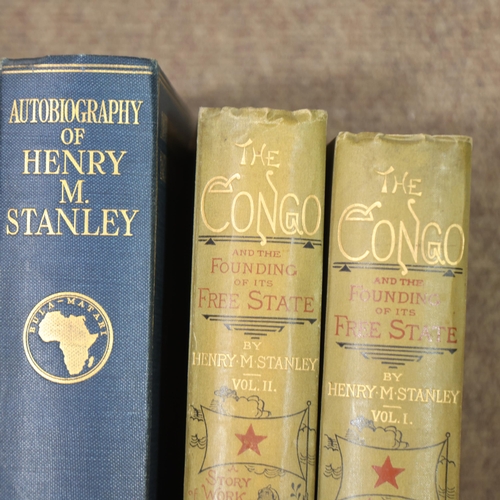 AUTOBIOGRAPHY
OF
HENRY
M.
STANLEY
BULA-MATARI
THE
CONGO
AND THE
FOUNDING
OF ITS
FREE STATE
BY
HENRY·M·STANLEY
VOL. II.
A
STORY
OF WORK
THE
CONGO
AND THE
FOUNDING
OF ITS
FREE STATE
BY
HENRY·M·STANLEY
VOL. I.